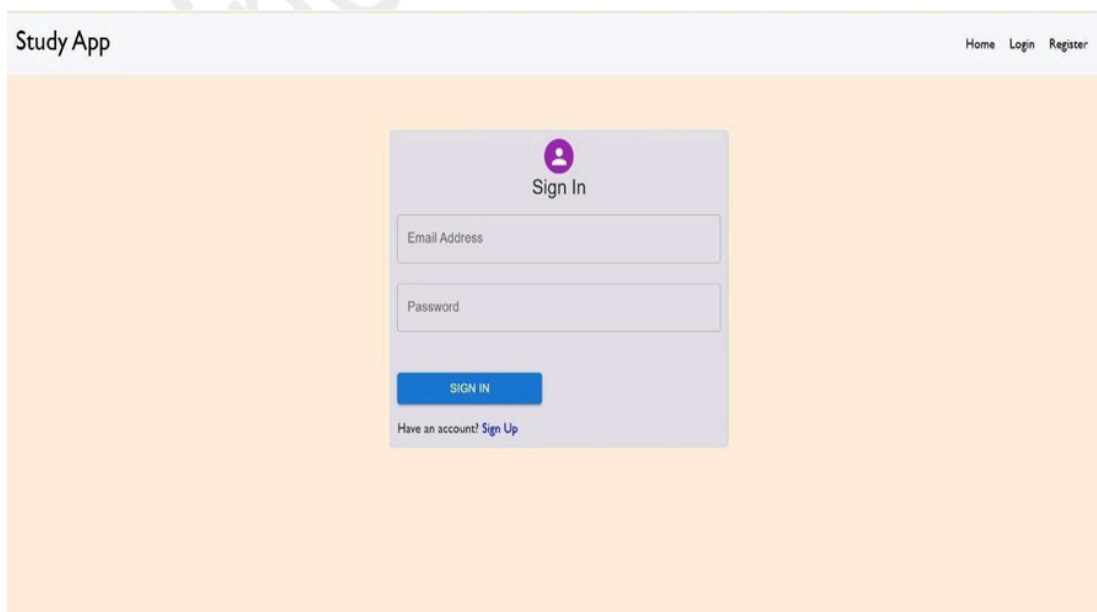 Study App
Home Login Register
Sign In
Email Address
Password
SIGN IN
Have an account? Sign Up